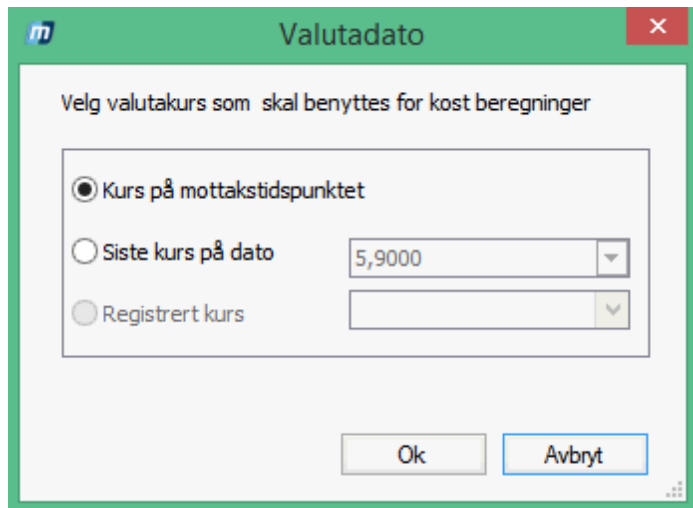 m
Valutadato
Velg valutakurs som skal benyttes for kost beregninger
Kurs på mottakstidspunktet
Siste kurs på dato 5,9000
Registrert kurs
Ok Avbryt